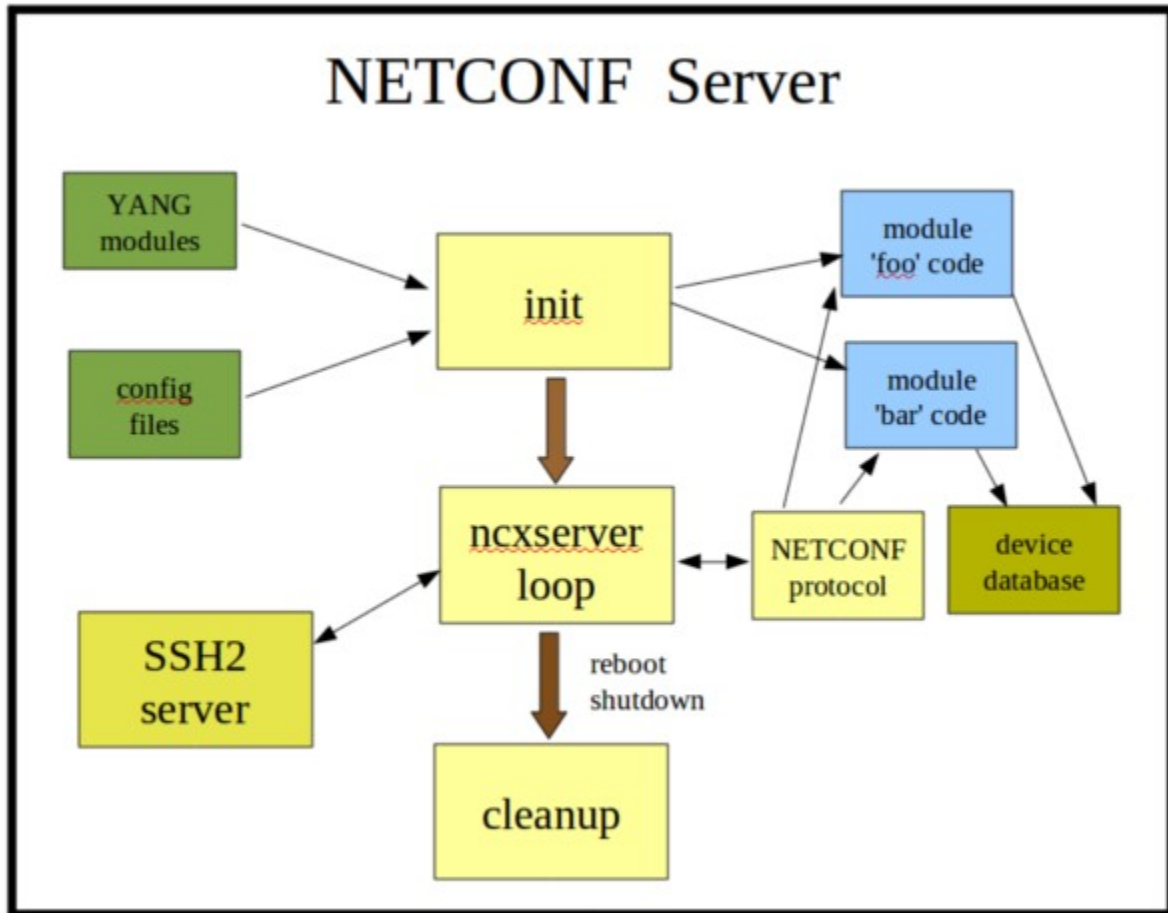 NETCONF Server
YANG
modules
config
files
init
module
'foo' code
module
'bar' code
ncxserver
loop
NETCONF
protocol
device
database
SSH2
server
reboot
shutdown
cleanup